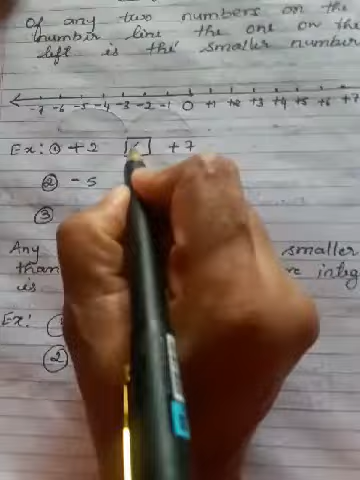 Of any two numbers on the
number line the one on the
left is the smaller number
-7 -6 -5 -4 -3 -2 -1 0 +1 +2 +3 +4 +5 +6 +7
Ex: ① +2 +7
② -5
③
Any smaller
than integ
is
Ex:
②